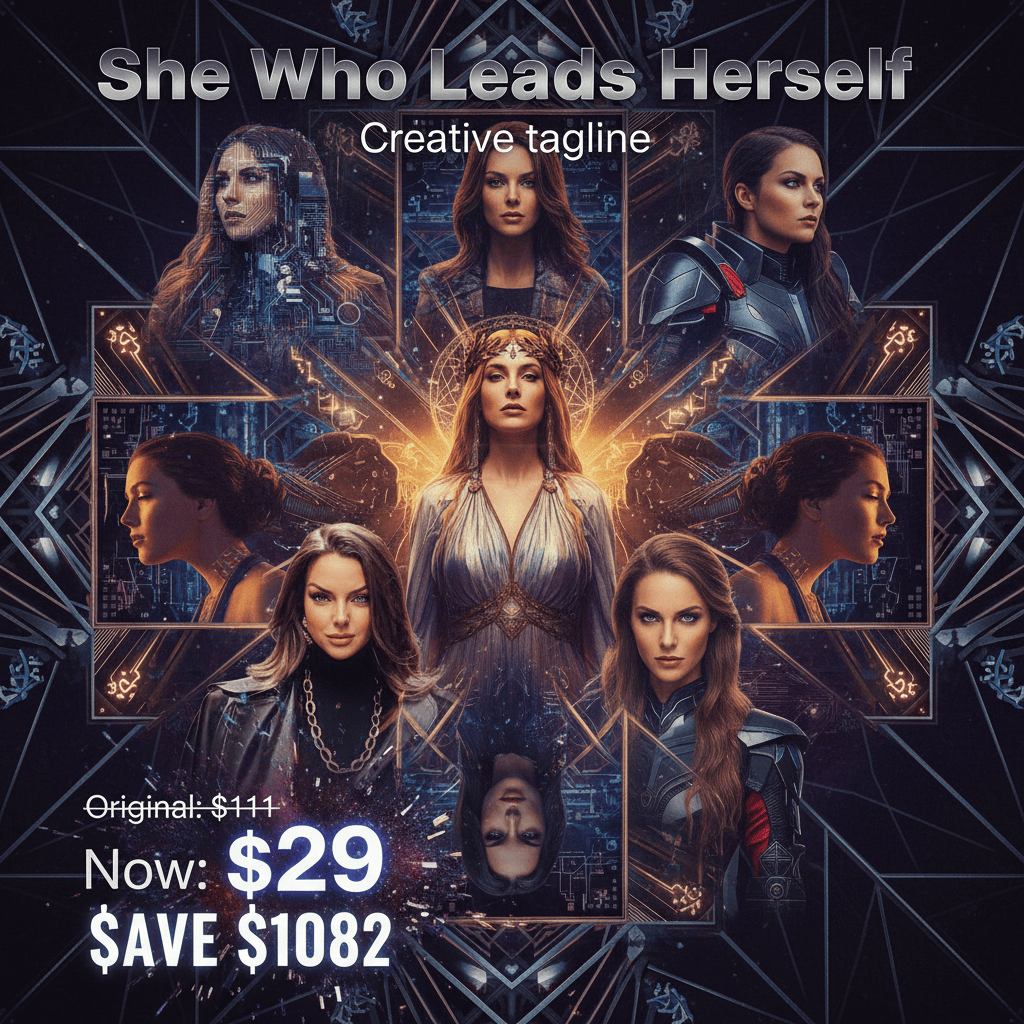 She Who Leads Herself
Creative tagline
Original: $111
Now: $29
$AVE $1082